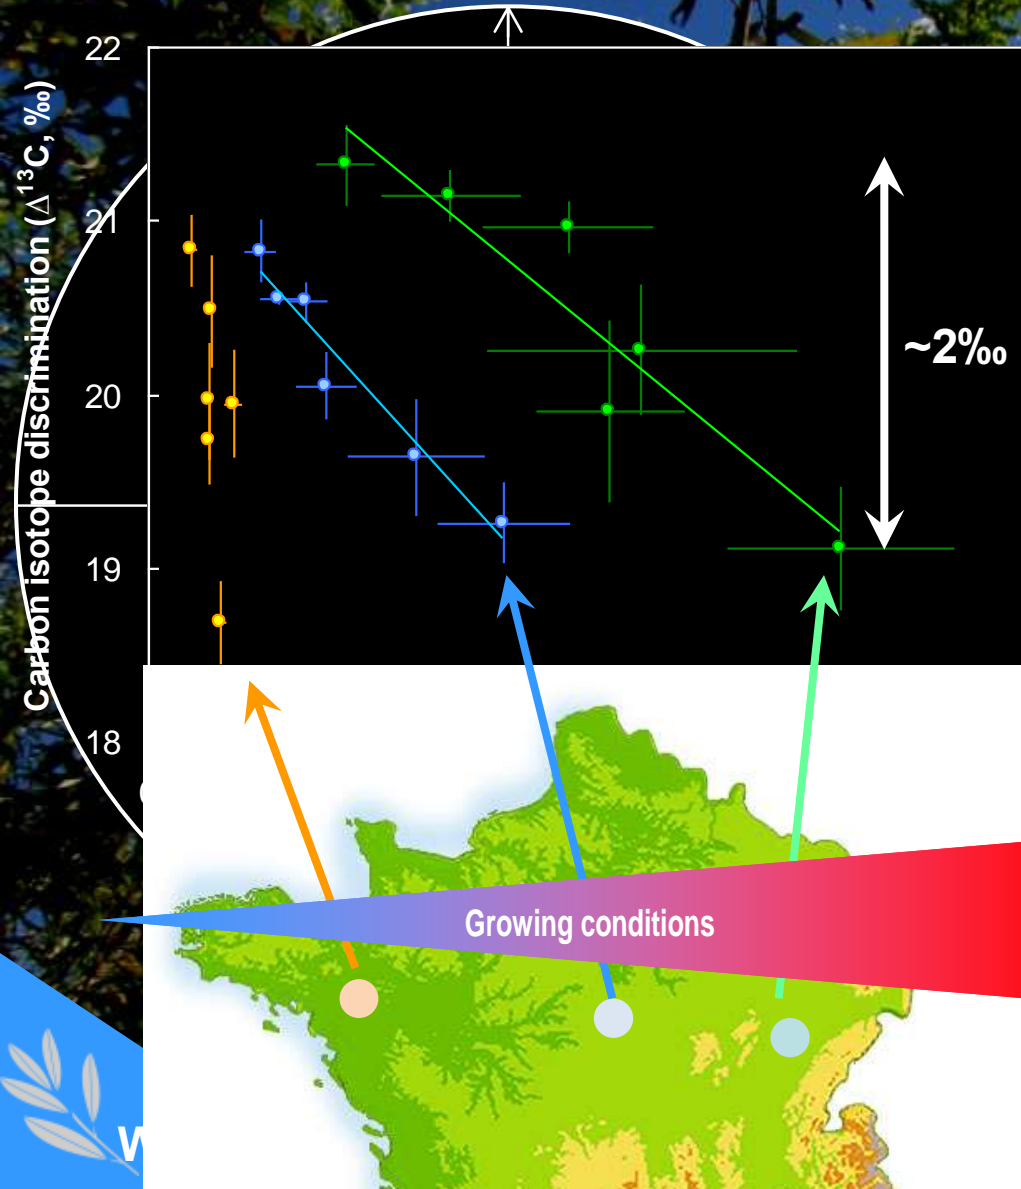 22
Carbon isotope discrimination (Δ¹³C, ‰)
21
~2‰
20
19
18
Growing conditions
W